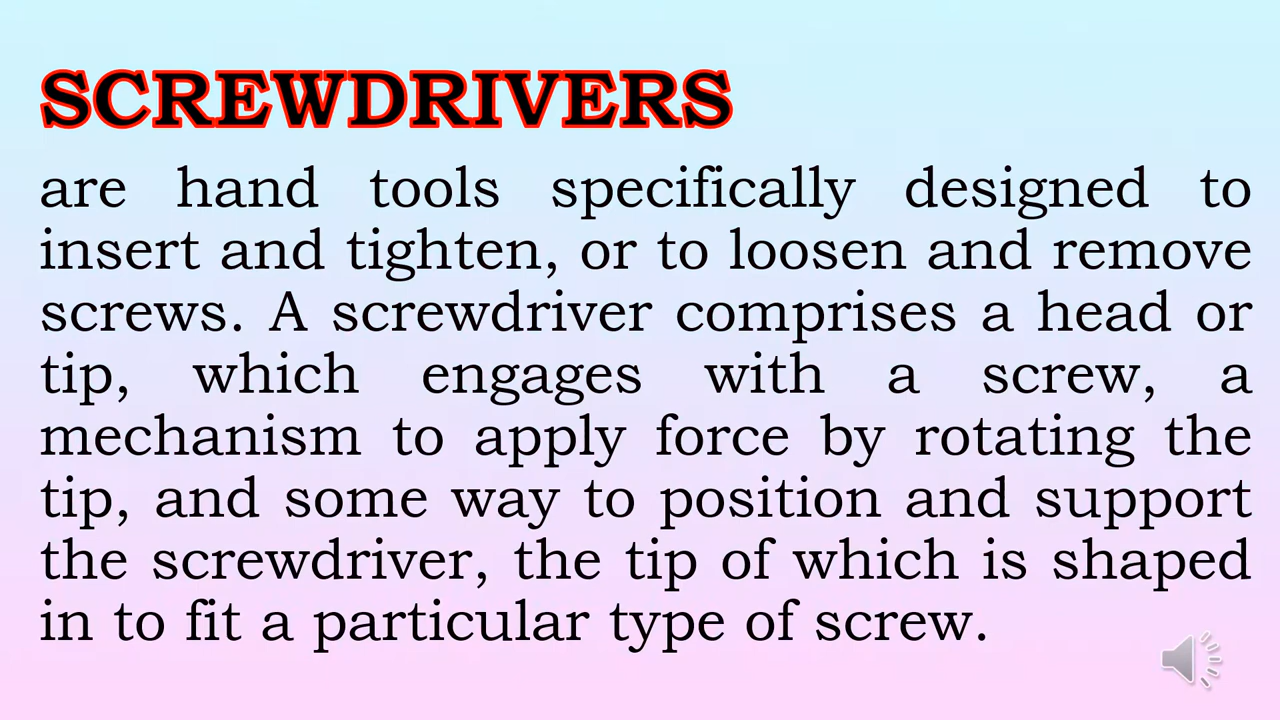 SCREWDRIVERS
are hand tools specifically designed to
insert and tighten, or to loosen and remove
screws. A screwdriver comprises a head or
tip, which engages with a screw, a
mechanism to apply force by rotating the
tip, and some way to position and support
the screwdriver, the tip of which is shaped
in to fit a particular type of screw.